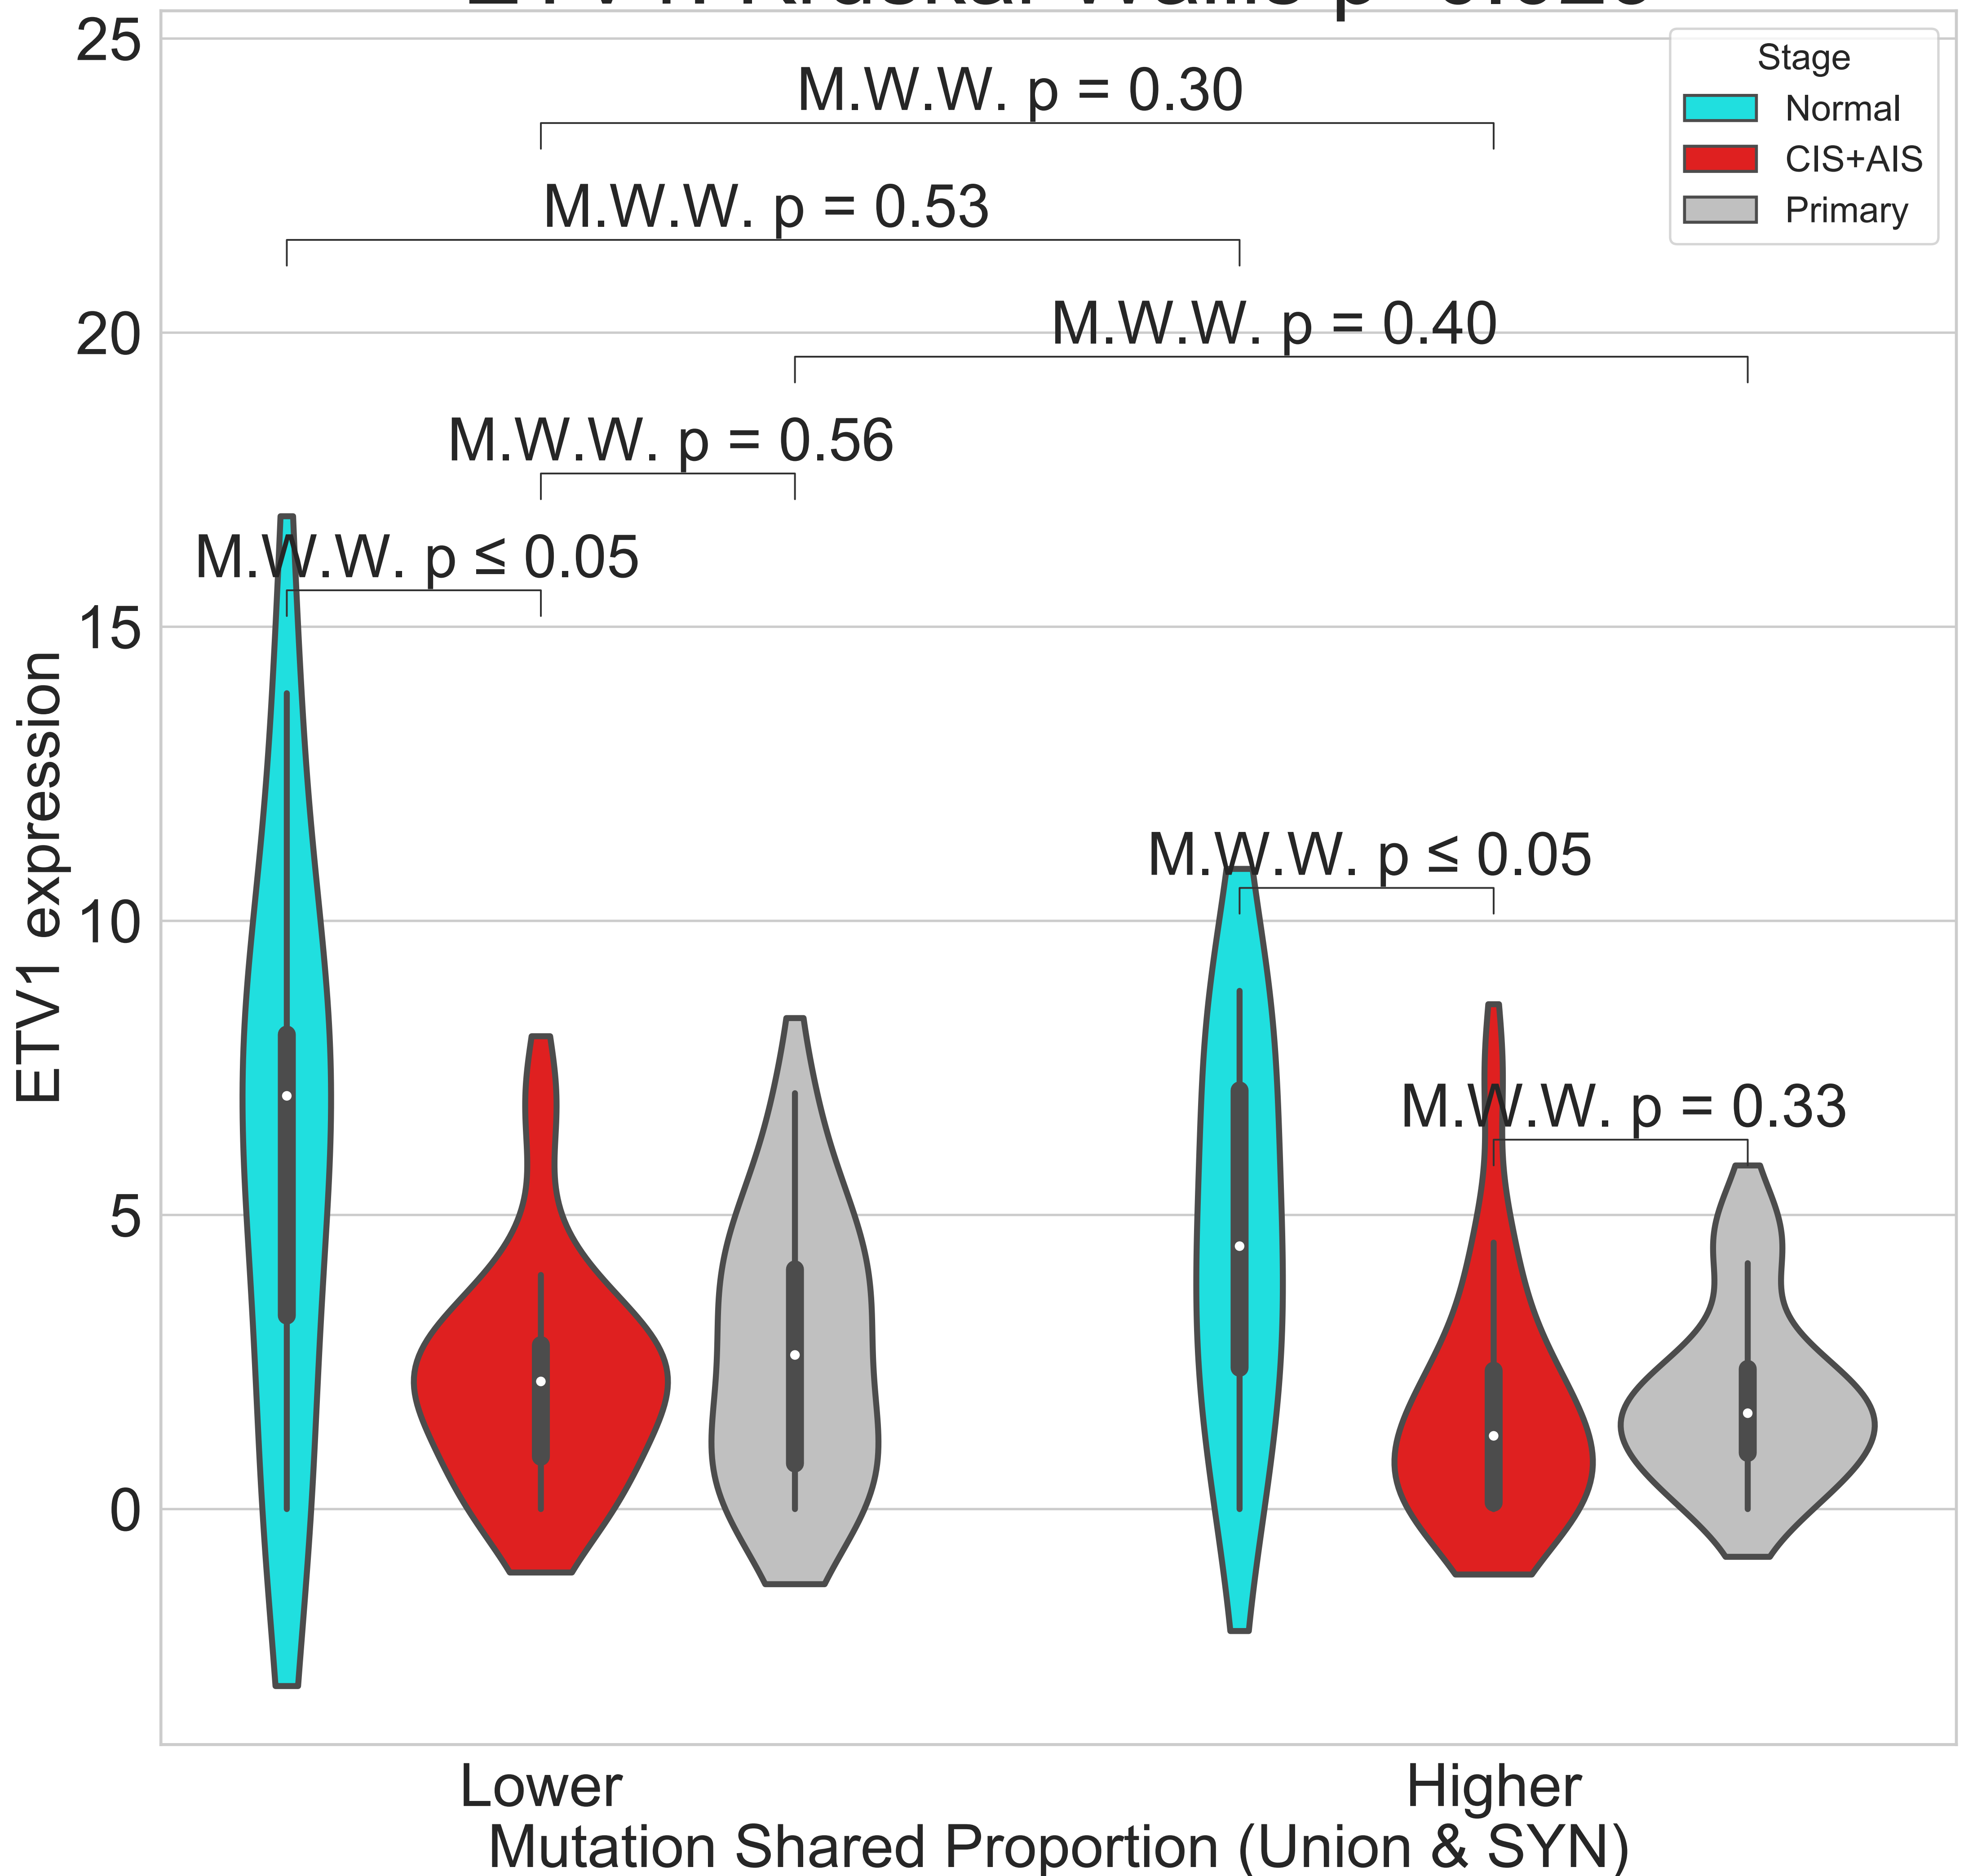 25
Stage
Normal
CIS+AIS
Primary
M.W.W. p = 0.30
M.W.W. p = 0.53
20
M.W.W. p = 0.40
M.W.W. p = 0.56
M.W.W. p ≤ 0.05
15
ETV1 expression
10
M.W.W. p ≤ 0.05
M.W.W. p = 0.33
5
0
Lower
Higher
Mutation Shared Proportion (Union & SYN)